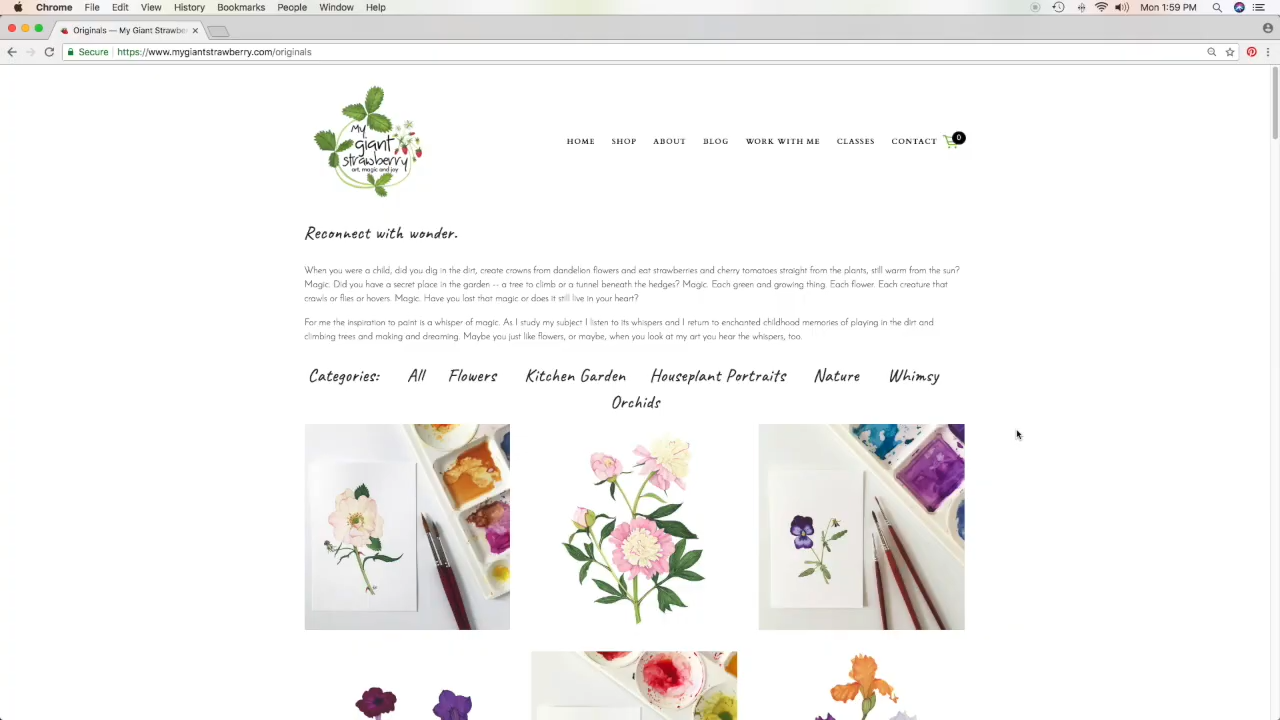 Chrome File Edit View History Bookmarks People Window Help Mon 1:59 PM
Originals — My Giant Strawber
Secure https://www.mygiantstrawberry.com/originals
My
giant
strawberry
art, magic and joy
HOME SHOP ABOUT BLOG WORK WITH ME CLASSES CONTACT 0
Reconnect with wonder.
When you were a child, did you dig in the dirt, create crowns from dandelion flowers and eat strawberries and cherry tomatoes straight from the plants, still warm from the sun?
Magic. Did you have a secret place in the garden -- a tree to climb or a tunnel beneath the hedges? Magic. Each green and growing thing. Each flower. Each creature that
crawls or flies or hovers. Magic. Have you lost that magic or does it still live in your heart?
For me the inspiration to paint is a whisper of magic. As I study my subject I listen to its whispers and I return to enchanted childhood memories of playing in the dirt and
climbing trees and making and dreaming. Maybe you just like flowers, or maybe, when you look at my art you hear the whispers, too.
Categories: All Flowers Kitchen Garden Houseplant Portraits Nature Whimsy
Orchids